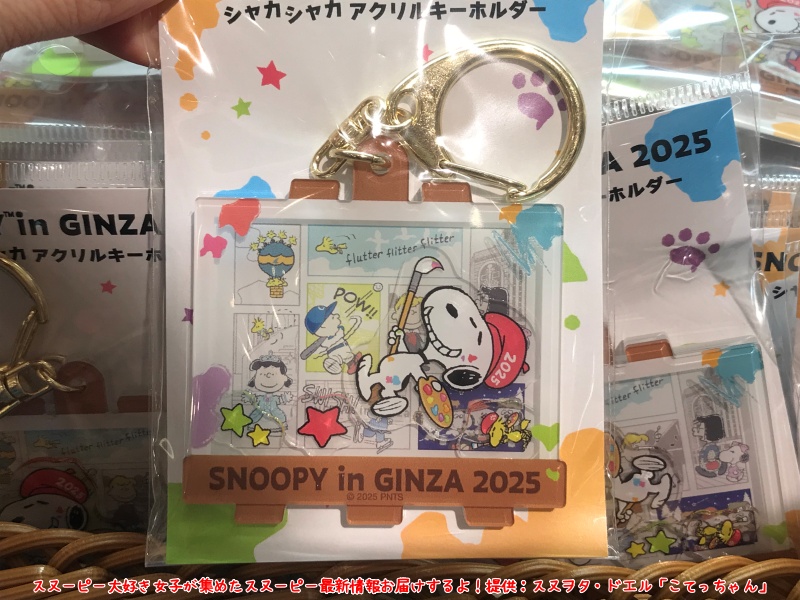 シャカシャカ アクリルキーホルダー
in GINZA
アクリルキ
A 2025
ーホルダー
flutter flitter flitter
POW!!
2025
SNOOPY in GINZA 2025
© 2025 PNTS
flutter flitter
スヌーピー大好き女子が集めたスヌーピー最新情報お届けするよ！提供：スヌヲタ・ドエル「こてっちゃん」